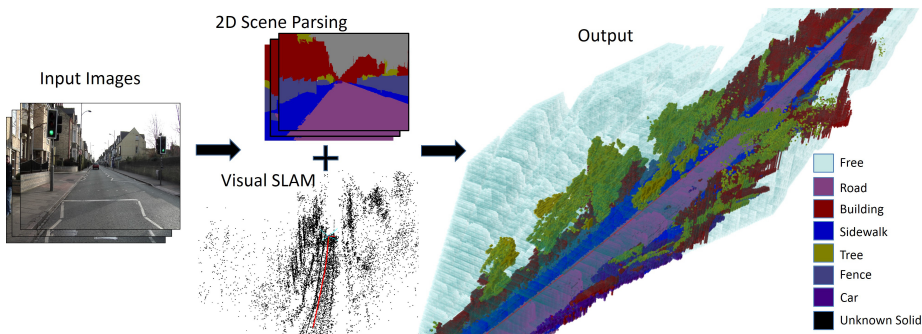 2D Scene Parsing
Output
Input Images
Visual SLAM
Free
Road
Building
Sidewalk
Tree
Fence
Car
Unknown Solid